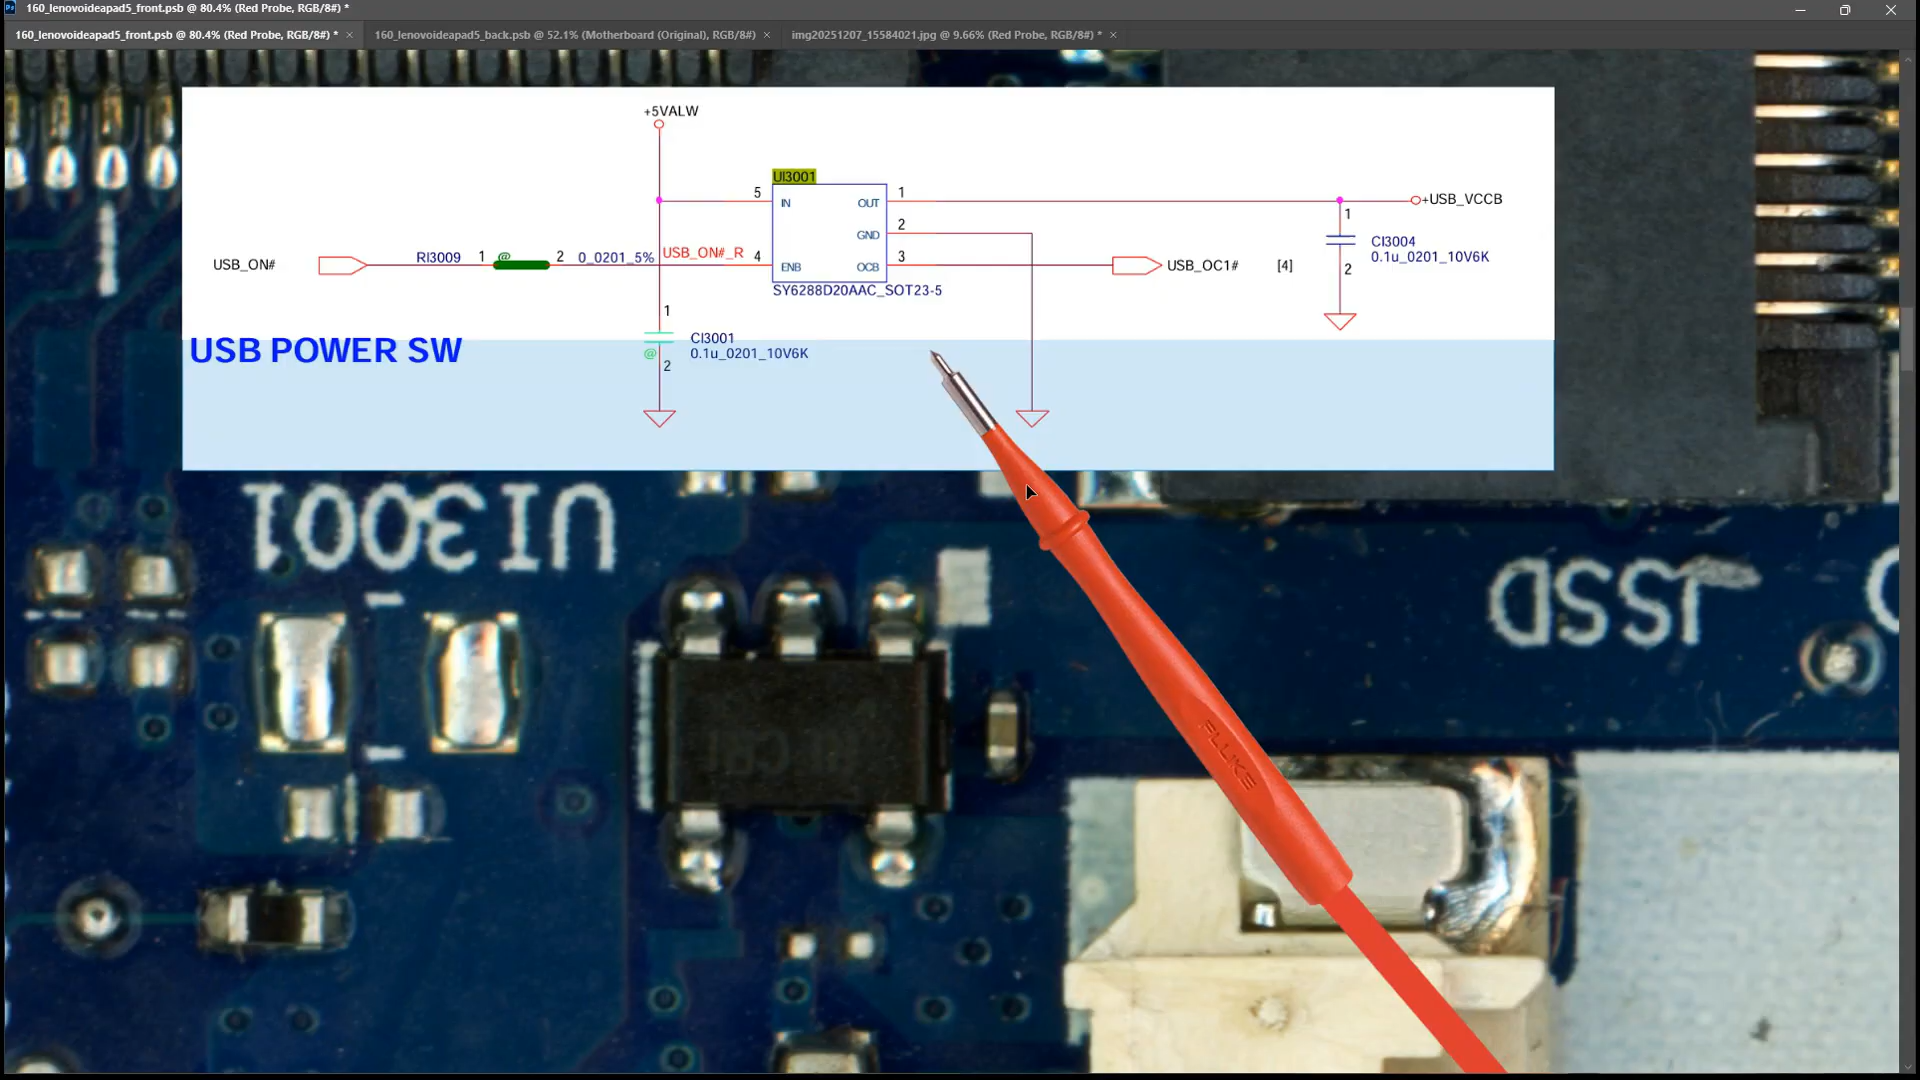 160_lenovoideapad5_front.psb @ 80.4% (Red Probe, RGB/8#) *
160_lenovoideapad5_front.psb @ 80.4% (Red Probe, RGB/8#) * ×
160_lenovoideapad5_back.psb @ 52.1% (Motherboard (Original), RGB/8#) ×
img20251207_15584021.jpg @ 9.66% (Red Probe, RGB/8#) * ×
+5VALW
UI3001
5 IN OUT 1
+USB_VCCB
GND 2
1
CI3004
0.1u_0201_10V6K
2
USB_ON# RI3009 1 @ 2 0_0201_5% USB_ON#_R 4 ENB OCB 3 USB_OC1# [4]
SY6288D20AAC_SOT23-5
1
CI3001
@ 0.1u_0201_10V6K
2
USB POWER SW
UI3001
JSSD
FLUKE